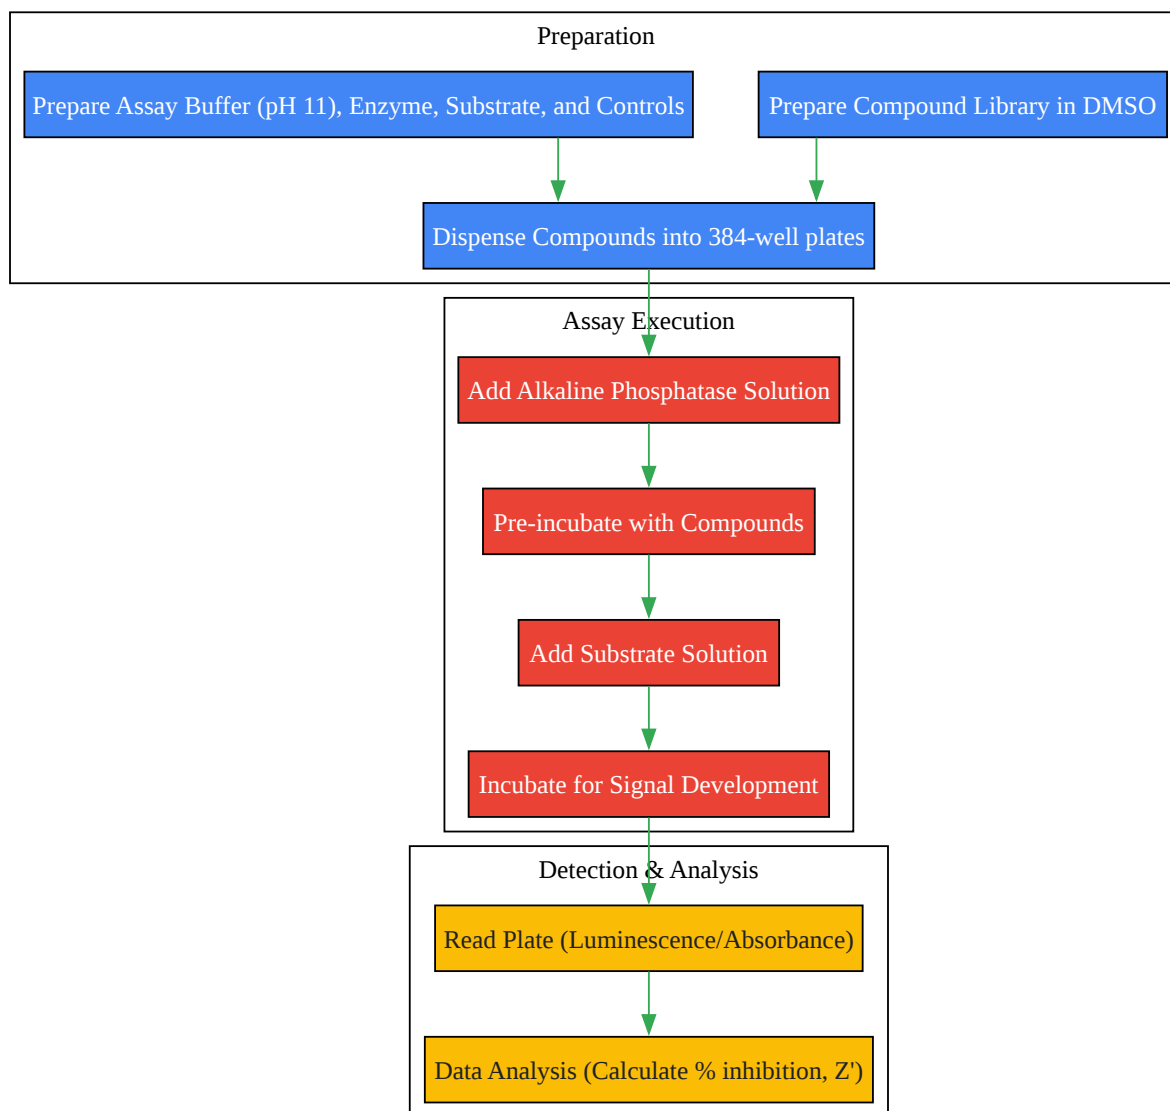 Preparation
Prepare Assay Buffer (pH 11), Enzyme, Substrate, and Controls
Prepare Compound Library in DMSO
Dispense Compounds into 384-well plates
Assay Execution
Add Alkaline Phosphatase Solution
Pre-incubate with Compounds
Add Substrate Solution
Incubate for Signal Development
Detection & Analysis
Read Plate (Luminescence/Absorbance)
Data Analysis (Calculate % inhibition, Z')